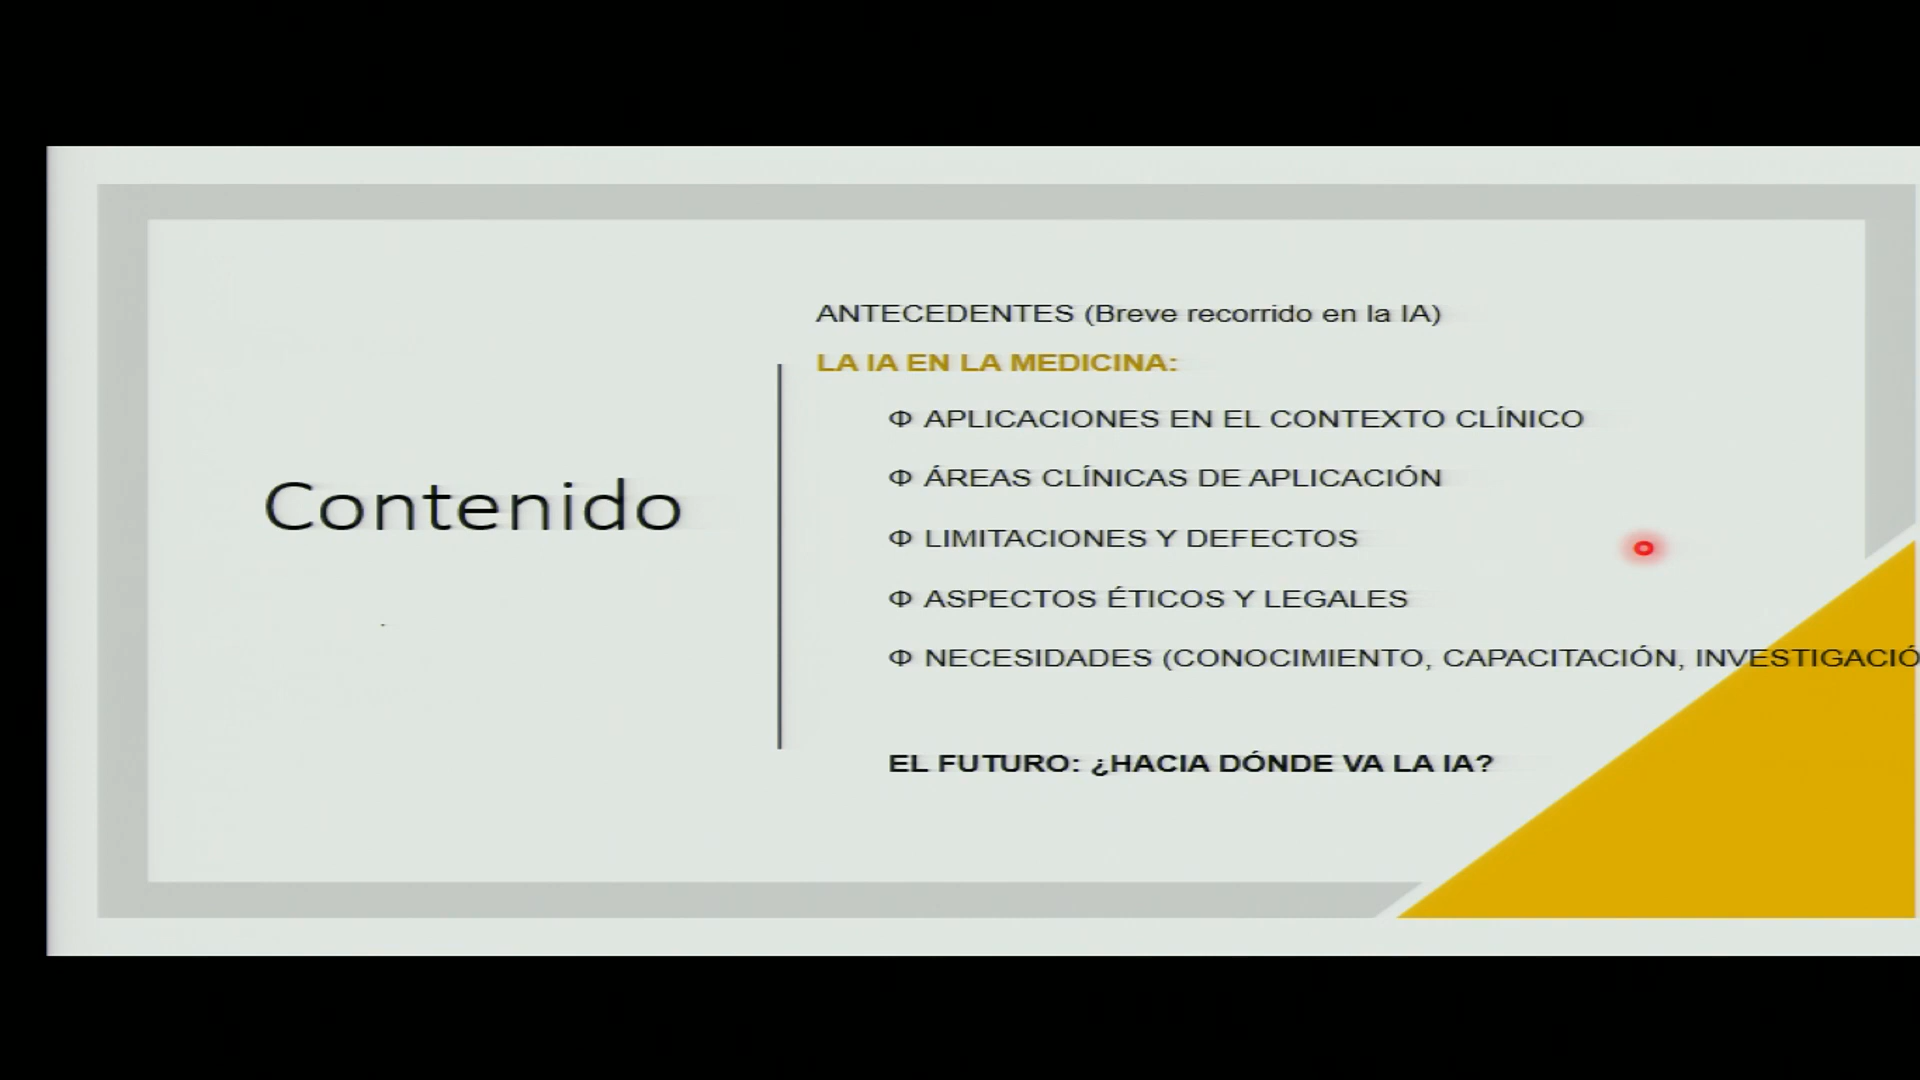 Contenido
ANTECEDENTES (Breve recorrido en la IA)
LA IA EN LA MEDICINA:
Φ APLICACIONES EN EL CONTEXTO CLÍNICO
Φ ÁREAS CLÍNICAS DE APLICACIÓN
Φ LIMITACIONES Y DEFECTOS
Φ ASPECTOS ÉTICOS Y LEGALES
Φ NECESIDADES (CONOCIMIENTO, CAPACITACIÓN, INVESTIGACIÓ
EL FUTURO: ¿HACIA DÓNDE VA LA IA?